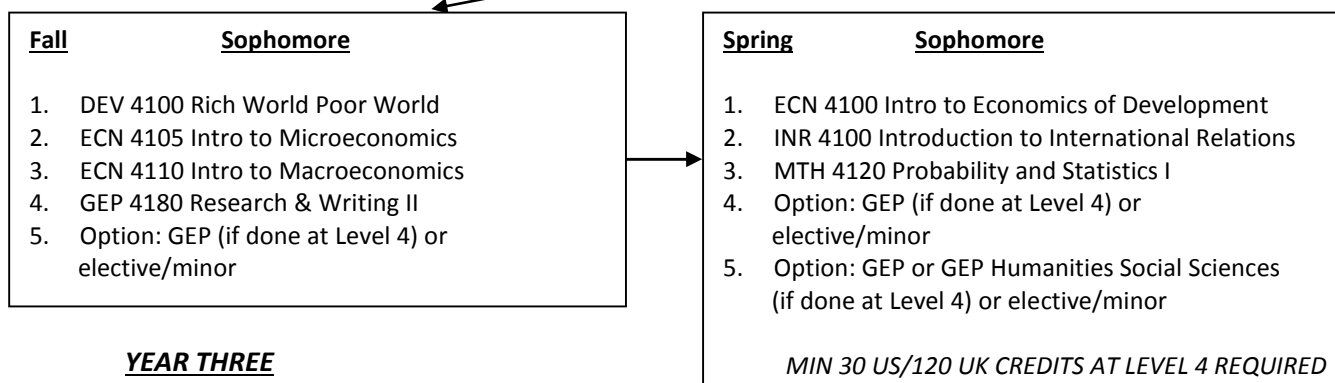 Fall Sophomore
1. DEV 4100 Rich World Poor World
2. ECN 4105 Intro to Microeconomics
3. ECN 4110 Intro to Macroeconomics
4. GEP 4180 Research & Writing II
5. Option: GEP (if done at Level 4) or
elective/minor
Spring Sophomore
1. ECN 4100 Intro to Economics of Development
2. INR 4100 Introduction to International Relations
3. MTH 4120 Probability and Statistics I
4. Option: GEP (if done at Level 4) or
elective/minor
5. Option: GEP or GEP Humanities Social Sciences
(if done at Level 4) or elective/minor
YEAR THREE
MIN 30 US/120 UK CREDITS AT LEVEL 4 REQUIRED